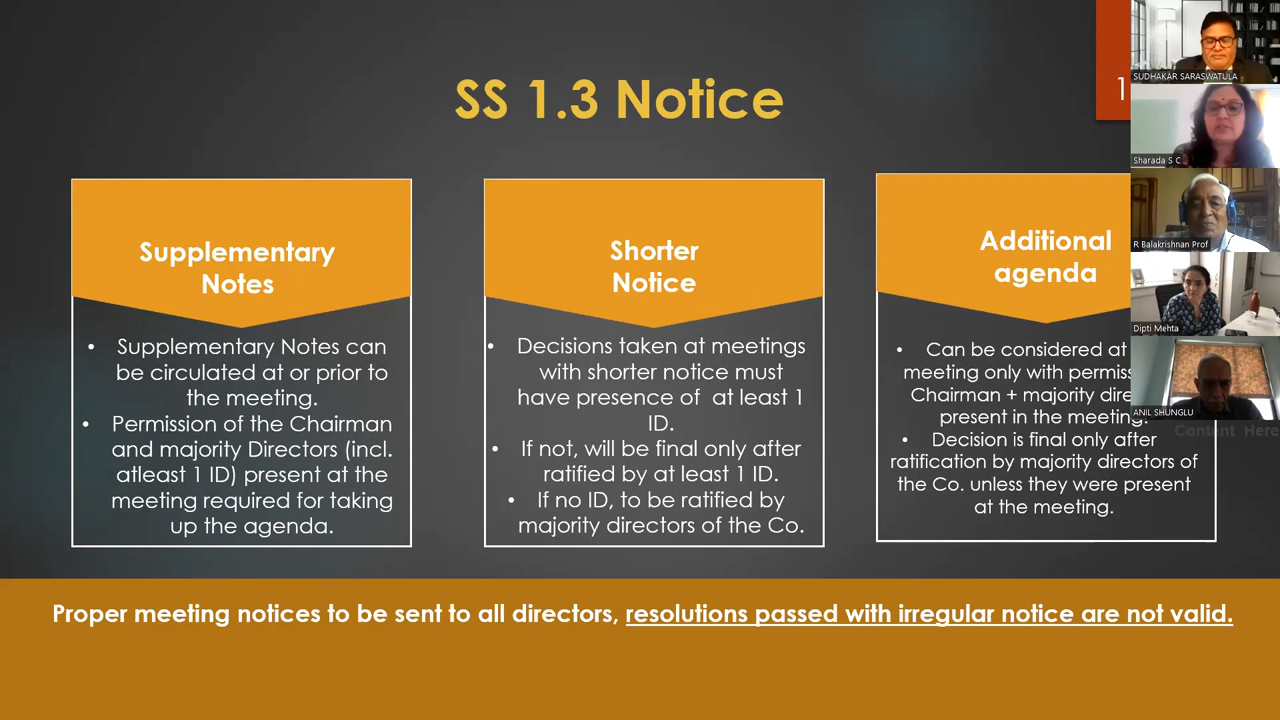 SS 1.3 Notice
1
Supplementary
Notes
• Supplementary Notes can
be circulated at or prior to
the meeting.
• Permission of the Chairman
and majority Directors (incl.
atleast 1 ID) present at the
meeting required for taking
up the agenda.
Shorter
Notice
• Decisions taken at meetings
with shorter notice must
have presence of at least 1
ID.
• If not, will be final only after
ratified by at least 1 ID.
• If no ID, to be ratified by
majority directors of the Co.
Additional
agenda
• Can be considered at
meeting only with
Chairman + majority
present in the meeting.
• Decision is final only after
ratification by majority directors of
the Co. unless they were present
at the meeting.
Content Here
Proper meeting notices to be sent to all directors, resolutions passed with irregular notice are not valid.
SUDHAKAR SARASWATULA
Sharada S C
R Balakrishnan Prof
Dipti Mehta
ANIL SHUNGLU